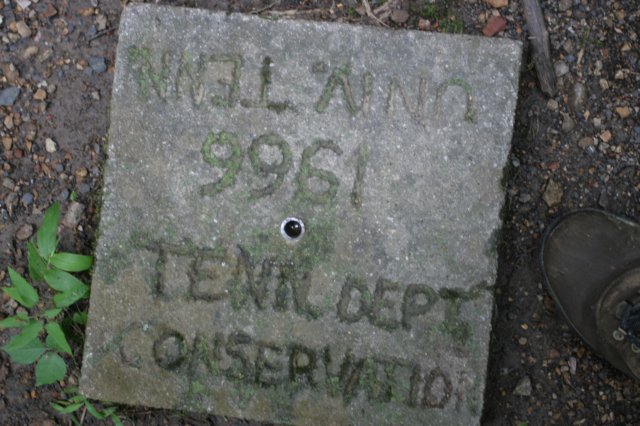 1966
UNIV. TENN.
TENN. DEPT.
CONSERVATION